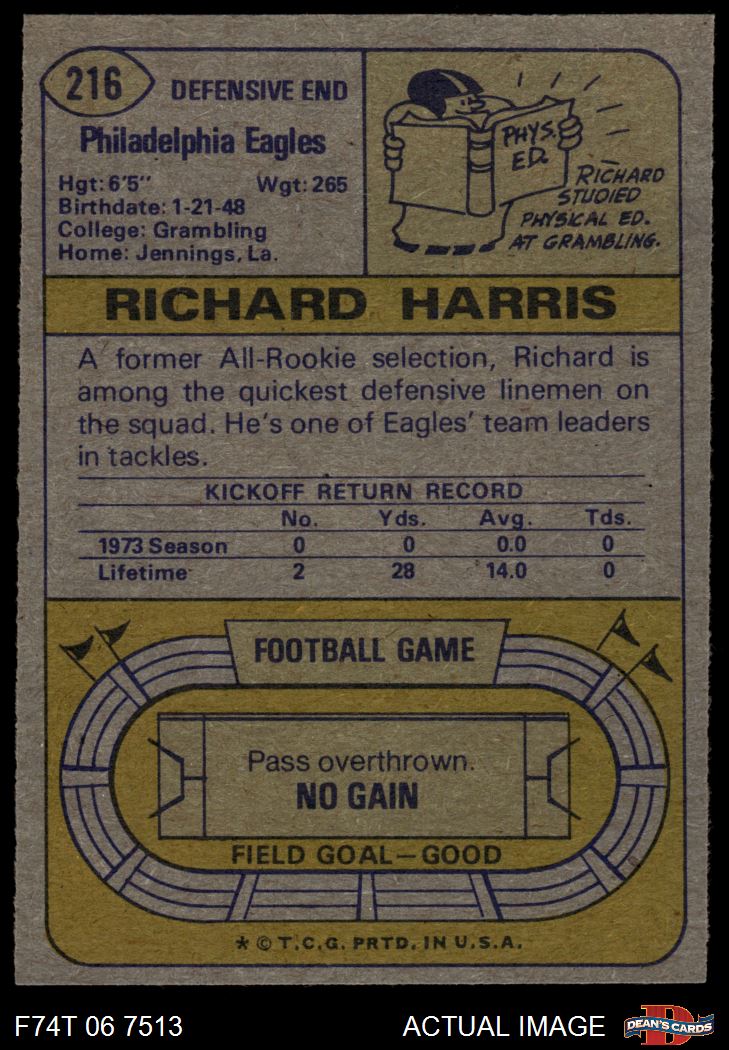 216
DEFENSIVE END
Philadelphia Eagles
Hgt: 6'5" Wgt: 265
Birthdate: 1-21-48
College: Grambling
Home: Jennings, La.
PHYS.
ED.
RICHARD
STUDIED
PHYSICAL ED.
AT GRAMBLING.
RICHARD HARRIS
A former All-Rookie selection, Richard is
among the quickest defensive linemen on
the squad. He's one of Eagles' team leaders
in tackles.
KICKOFF RETURN RECORD
No. Yds. Avg. Tds.
1973 Season 0 0 0.0 0
Lifetime 2 28 14.0 0
FOOTBALL GAME
Pass overthrown.
NO GAIN
FIELD GOAL—GOOD
* © T.C.G. PRTD. IN U.S.A.
F74T 06 7513 ACTUAL IMAGE
D
DEAN'S CARDS